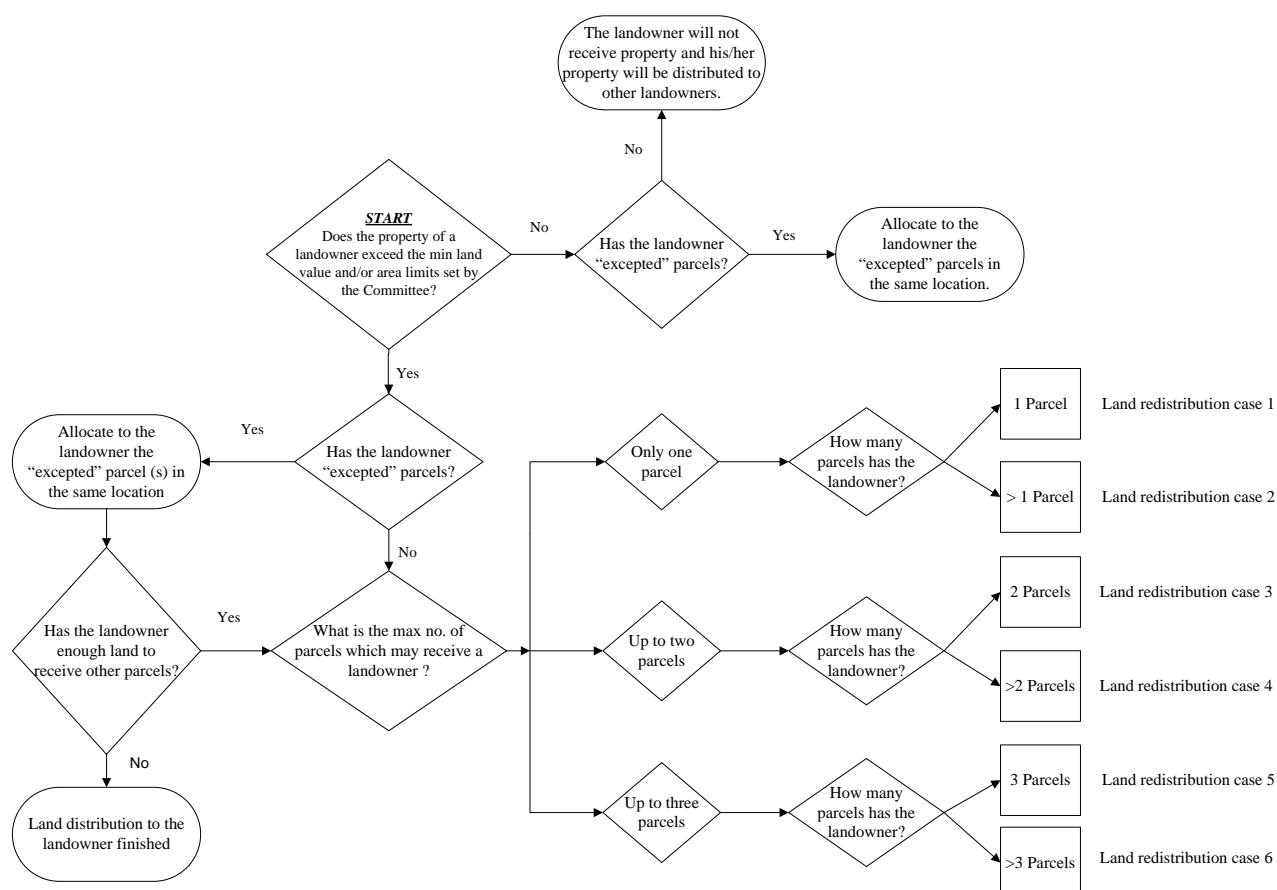 The landowner will not
receive property and his/her
property will be distributed to
other landowners.
No
START
Does the property of a
landowner exceed the min land
value and/or area limits set by
the Committee?
No
Has the landowner
“excepted” parcels?
Yes
Allocate to the
landowner the
“excepted” parcels in
the same location.
Yes
Allocate to the
landowner the
“excepted” parcel (s) in
the same location
Yes
Has the landowner
“excepted” parcels?
No
Has the landowner
enough land to
receive other parcels?
Yes
What is the max no. of
parcels which may receive a
landowner ?
No
Land distribution to the
landowner finished
Only one
parcel
How many
parcels has the
landowner?
1 Parcel
Land redistribution case 1
> 1 Parcel
Land redistribution case 2
Up to two
parcels
How many
parcels has the
landowner?
2 Parcels
Land redistribution case 3
>2 Parcels
Land redistribution case 4
Up to three
parcels
How many
parcels has the
landowner?
3 Parcels
Land redistribution case 5
>3 Parcels
Land redistribution case 6